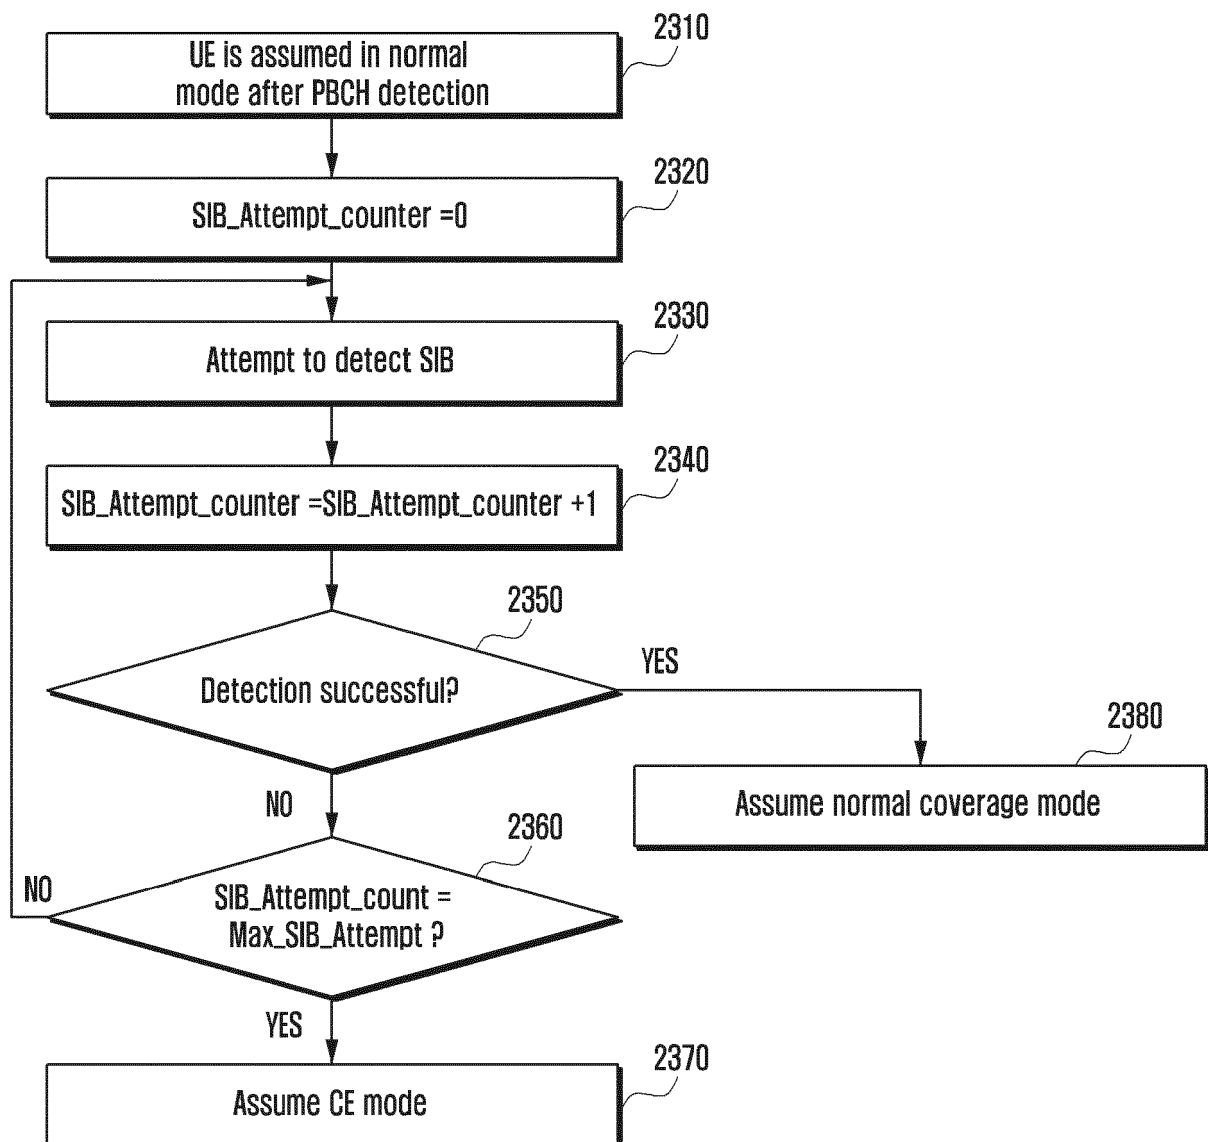 2310
UE is assumed in normal
mode after PBCH detection
2320
SIB_Attempt_counter =0
2330
Attempt to detect SIB
2340
SIB_Attempt_counter =SIB_Attempt_counter +1
2350
Detection successful?
YES
2380
Assume normal coverage mode
NO
2360
SIB_Attempt_count =
Max_SIB_Attempt ?
NO
YES
2370
Assume CE mode